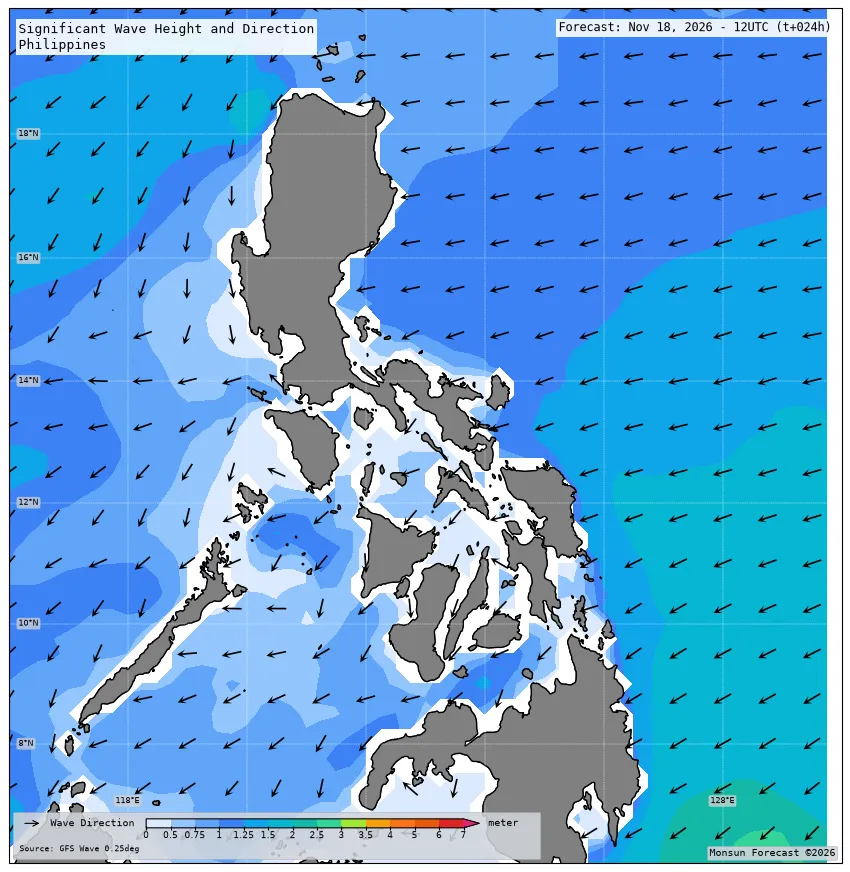 Significant Wave Height and Direction
Philippines
Forecast: Nov 18, 2026 - 12UTC (t+024h)
18°N
16°N
14°N
12°N
10°N
8°N
118°E
128°E
Wave Direction
meter
0 0.5 0.75 1 1.25 1.5 2 2.5 3 3.5 4 5 6 7
Source: GFS Wave 0.25deg
Monsun Forecast ©2026